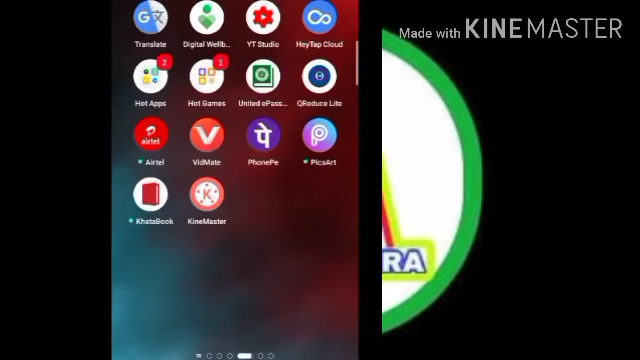 Made with KINEMASTER
Translate
Digital Wellb...
YT Studio
HeyTap Cloud
2
2
Hot Apps
Hot Games
United ePass...
QReduce Lite
airtel
पे
Airtel
VidMate
PhonePe
PicsArt
K
KhataBook
KineMaster
RA